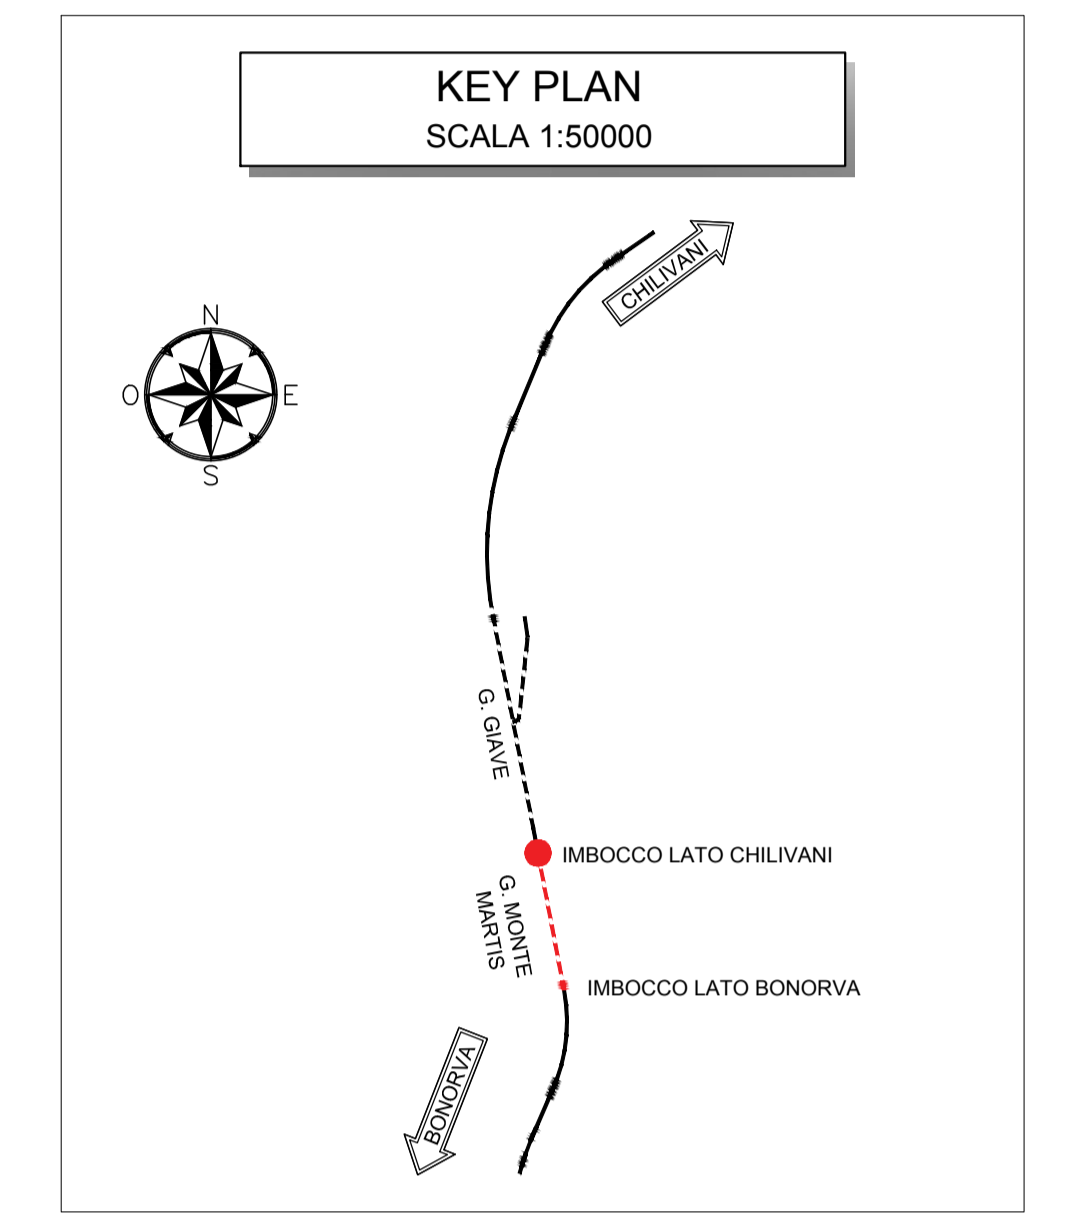 KEY PLAN
SCALA 1:50000
CHILIVANI
N
O
E
S
G. GIAVE
IMBOCCO LATO CHILIVANI
G. MONTE
MARTIS
IMBOCCO LATO BONORVA
BONORVA